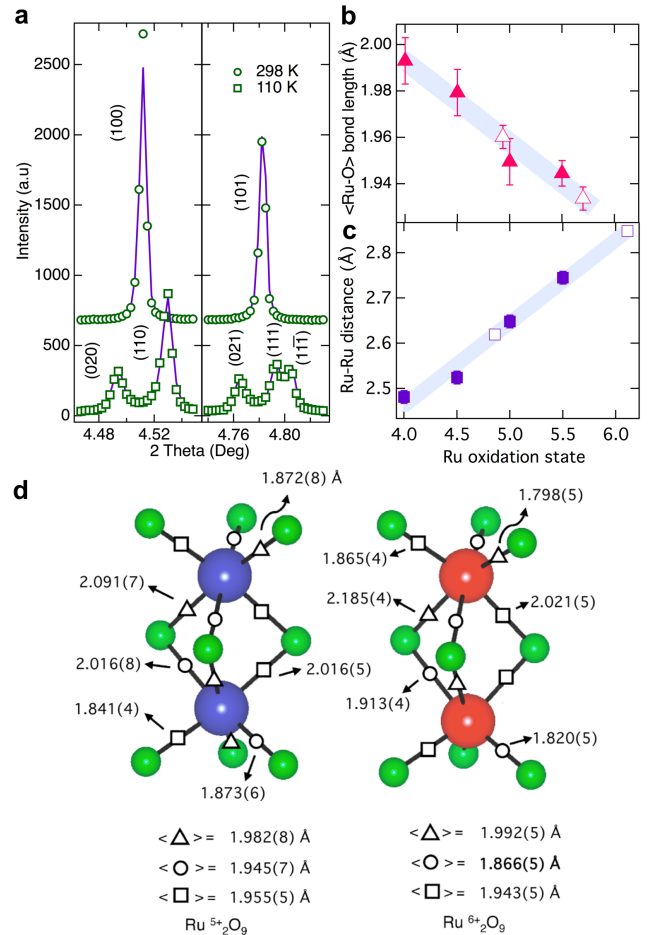 a
2500
2000
1500
1000
500
0
Intensity (a.u)
(100)
(020)
(110)
298 K
110 K
(101)
(021)
(111)
(11̅1̅)
4.48
4.52
4.76
4.80
2 Theta (Deg)
b
2.00
1.98
1.96
1.94
<Ru-O> bond length (Å)
c
2.8
2.7
2.6
2.5
Ru-Ru distance (Å)
4.0 4.5 5.0 5.5 6.0
Ru oxidation state
d
1.872(8) Å
2.091(7)
2.016(8)
2.016(5)
1.841(4)
1.873(6)
< > = 1.982(8) Å
< > = 1.945(7) Å
< > = 1.955(5) Å
Ru ⁵⁺₂O₉
1.798(5)
1.865(4)
2.185(4)
2.021(5)
1.913(4)
1.820(5)
< > = 1.992(5) Å
< > = 1.866(5) Å
< > = 1.943(5) Å
Ru ⁶⁺₂O₉